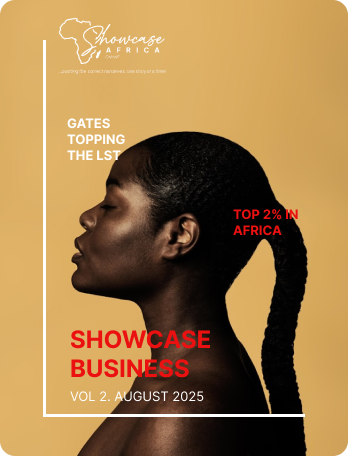 Showcase
AFRICA
GATES
TOPPING
THE LST
TOP 2% IN
AFRICA
SHOWCASE
BUSINESS
VOL 2. AUGUST 2025